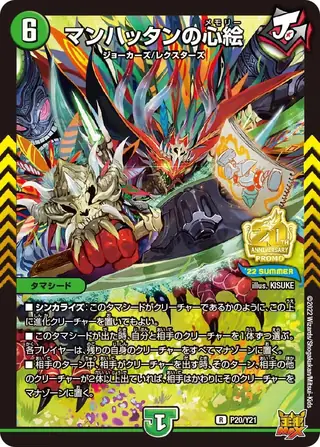 6
メモリー
マンハッタンの心絵
ジョーカーズ/レクスターズ
J
ANNIVERSARY
PROMO
'22 SUMMER
illus. KISUKE
タマシード
■ シンカライズ:このタマシードがクリーチャーであるかのように、この上に進化クリーチャーを置いてもよい。
■ このタマシードが出た時、自分と相手のクリーチャーを1体ずつ選ぶ。各プレイヤーは、残りの自身のクリーチャーをすべてマナゾーンに置く。
■ 相手のターン中、相手がクリーチャーを出す時、そのターン、他に相手のクリーチャーが2体以上出ていれば、相手はかわりにそのクリーチャーをマナゾーンに置く。
1
R P20/Y21
©2022 Wizards/Shogakukan/Mitsui-Kids